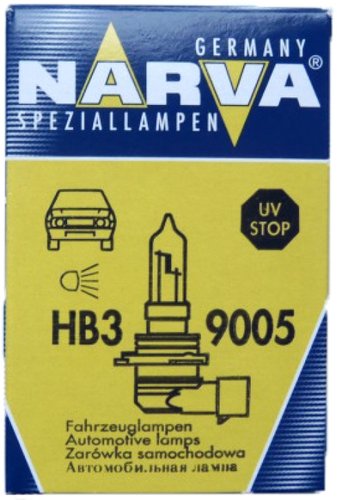 GERMANY
NARVA®
SPEZIALLAMPEN
UV
STOP
HB3 9005
Fahrzeuglampen
Automotive lamps
Żarówka samochodowa
Автомобильная лампа